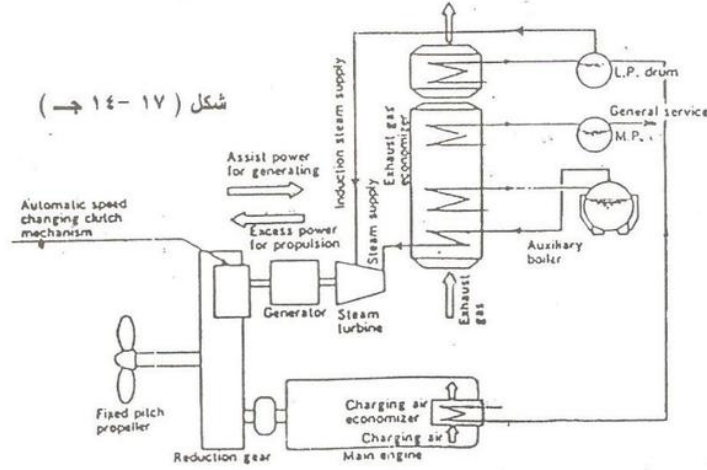 شكل ( ١٧ -١٤ جـ )
L.P. drum
General service
M.P.
Induction steam supply
Exhaust gas
economizer
Steam supply
Assist power
for generating
Automatic speed
changing clutch
mechanism
Excess power
for propulsion
Auxikary
boiler
Generator
Steam
turbine
Exhaust
gas
Fixed pitch
propeller
Charging air
economizer
Charging air
Reduction gear
Main engine